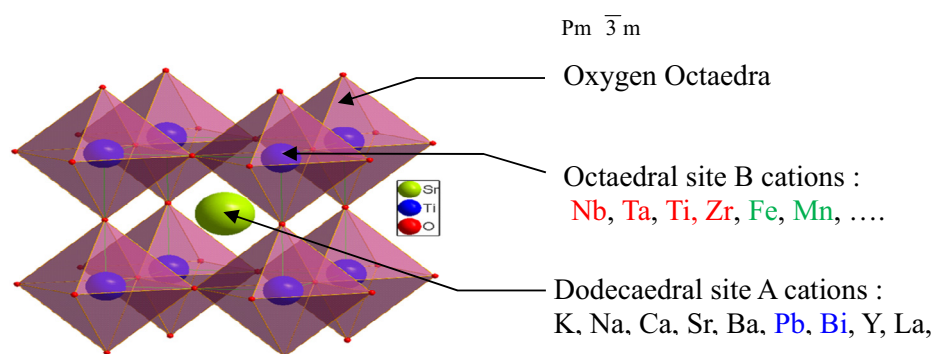 Pm 3̅ m
Oxygen Octaedra
Sr
Ti
O
Octaedral site B cations :
Nb, Ta, Ti, Zr, Fe, Mn, ….
Dodecaedral site A cations :
K, Na, Ca, Sr, Ba, Pb, Bi, Y, La,